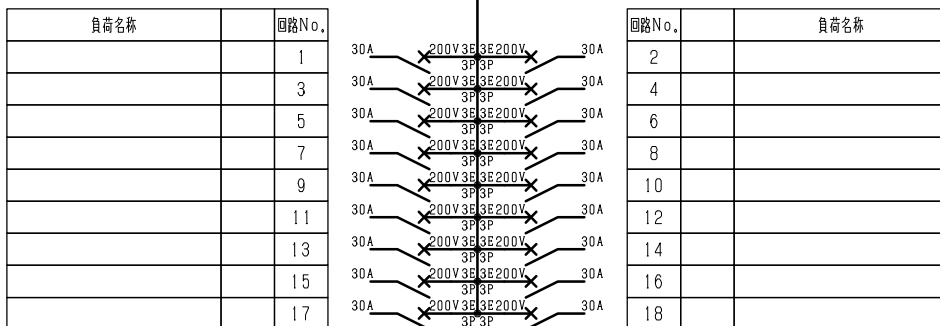 負荷名称 回路No. 回路No. 負荷名称
1 30A 200V 3E 3E 200V 30A 2
3P 3P
3 30A 200V 3E 3E 200V 30A 4
3P 3P
5 30A 200V 3E 3E 200V 30A 6
3P 3P
7 30A 200V 3E 3E 200V 30A 8
3P 3P
9 30A 200V 3E 3E 200V 30A 10
3P 3P
11 30A 200V 3E 3E 200V 30A 12
3P 3P
13 30A 200V 3E 3E 200V 30A 14
3P 3P
15 30A 200V 3E 3E 200V 30A 16
3P 3P
17 30A 200V 3E 3E 200V 30A 18
3P 3P